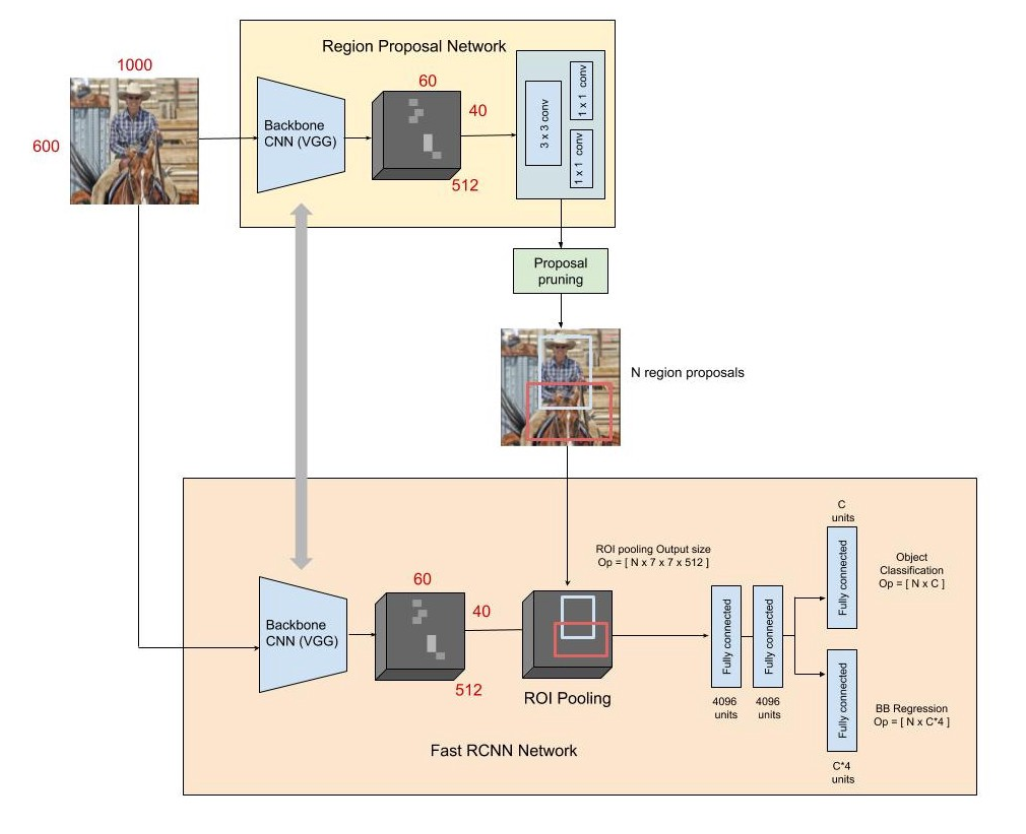 Region Proposal Network
1000
600
Backbone
CNN (VGG)
60
40
512
3 x 3 conv
1 x 1 conv
1 x 1 conv
Proposal
pruning
N region proposals
ROI pooling Output size
Op = [ N x 7 x 7 x 512 ]
Backbone
CNN (VGG)
60
40
512
ROI Pooling
Fully connected
4096
units
Fully connected
4096
units
C
units
Fully connected
Object
Classification
Op = [ N x C ]
Fully connected
C*4
units
BB Regression
Op = [ N x C*4 ]
Fast RCNN Network